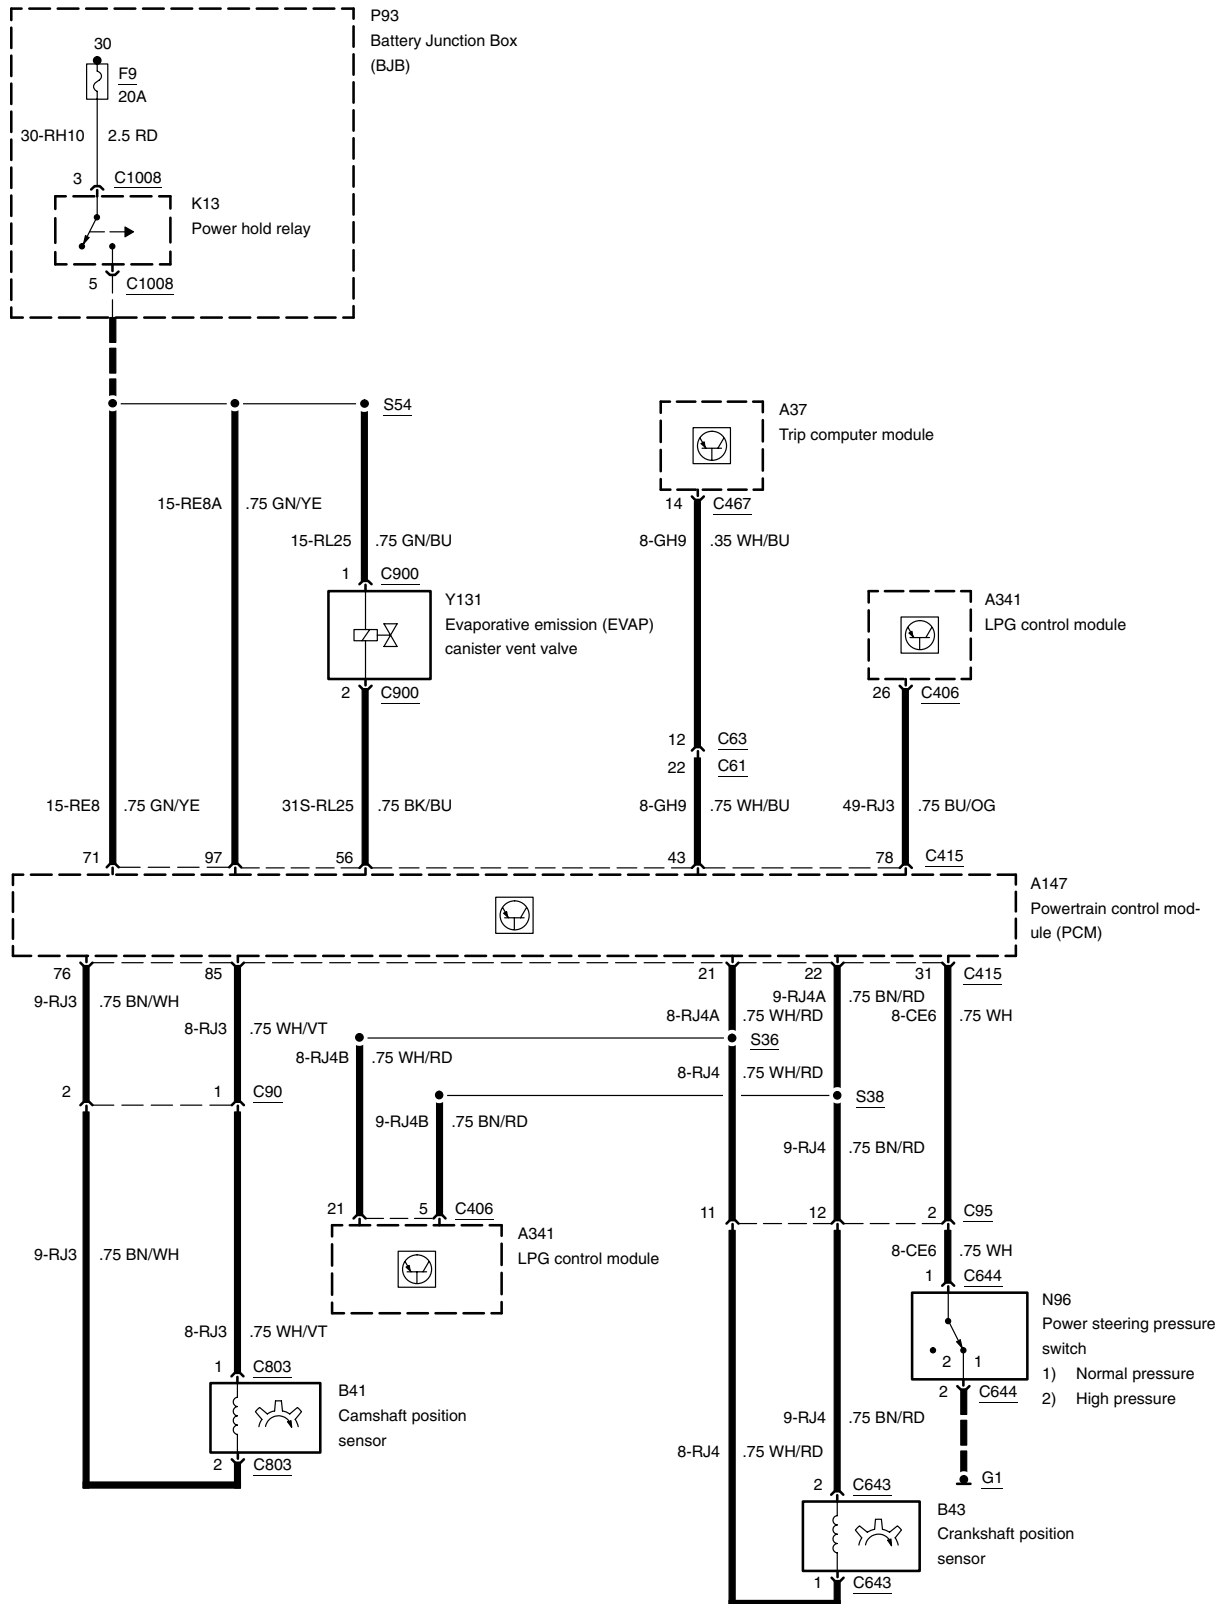 P93
Battery Junction Box
(BJB)
30
F9
20A
30-RH10 2.5 RD
3 C1008
K13
Power hold relay
5 C1008
S54
A37
Trip computer module
15-RE8A .75 GN/YE
14 C467
15-RL25 .75 GN/BU
8-GH9 .35 WH/BU
1 C900
Y131
Evaporative emission (EVAP)
canister vent valve
A341
LPG control module
2 C900
26 C406
12 C63
22 C61
15-RE8 .75 GN/YE
31S-RL25 .75 BK/BU
8-GH9 .75 WH/BU
49-RJ3 .75 BU/OG
71 97 56 43 78 C415
A147
Powertrain control mod-
ule (PCM)
76 85 21 22 31 C415
9-RJ3 .75 BN/WH
9-RJ4A .75 BN/RD
8-RJ4A .75 WH/RD
8-CE6 .75 WH
8-RJ3 .75 WH/VT
S36
8-RJ4B .75 WH/RD
8-RJ4 .75 WH/RD
2 1 C90
S38
9-RJ4B .75 BN/RD
9-RJ4 .75 BN/RD
21 5 C406
11 12 2 C95
A341
LPG control module
9-RJ3 .75 BN/WH
8-CE6 .75 WH
1 C644
N96
Power steering pressure
switch
1) Normal pressure
2) High pressure
2 1
8-RJ3 .75 WH/VT
1 C803
B41
Camshaft position
sensor
2 C644
9-RJ4 .75 BN/RD
8-RJ4 .75 WH/RD
2 C803
G1
2 C643
B43
Crankshaft position
sensor
1 C643